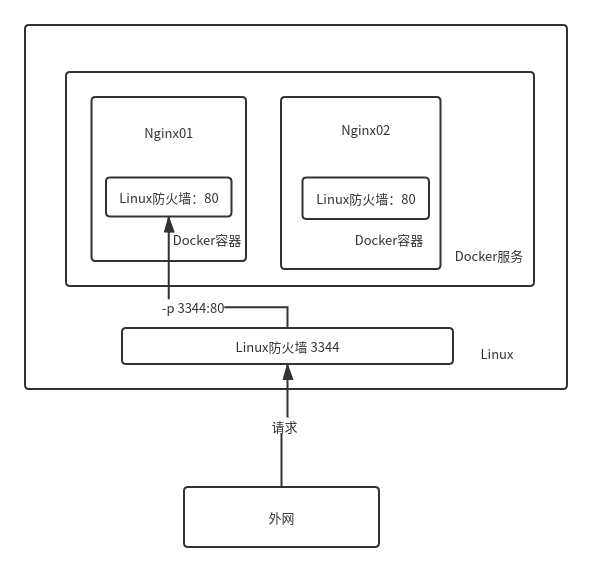 Nginx01
Nginx02
Linux防火墙：80
Linux防火墙：80
Docker容器
Docker容器
Docker服务
-p 3344:80
Linux防火墙 3344
Linux
请求
外网